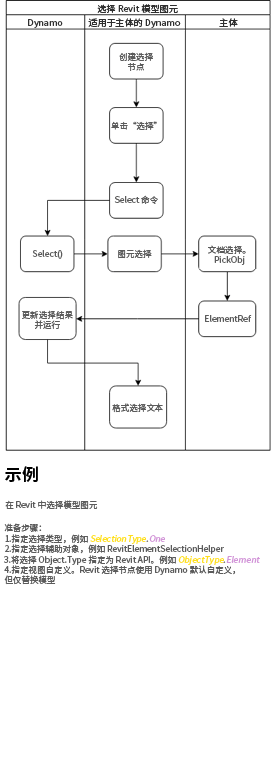 选择 Revit 模型图元
Dynamo
适用于主体的 Dynamo
主体
创建选择
节点
单击“选择”
Select 命令
Select()
图元选择
文档选择。
PickObj
更新选择结果
并运行
ElementRef
格式选择文本
示例
在 Revit 中选择模型图元
准备步骤：
1.指定选择类型，例如 Selection Type.One
2.指定选择辅助对象，例如 RevitElementSelectionHelper
3.将选择 Object.Type 指定为 Revit API。例如 ObjectType.Element
4.指定视图自定义。Revit 选择节点使用 Dynamo 默认自定义，
但仅替换模型